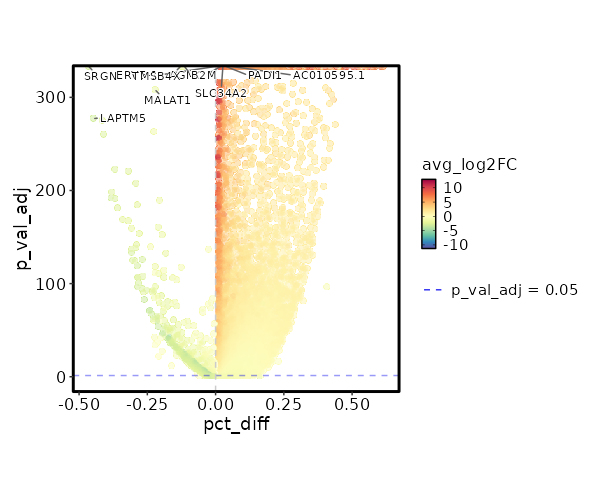 SRGN
TMSB4X
B2M
PADI1
AC010595.1
SLC34A2
MALAT1
LAPTM5
300
200
100
0
p_val_adj
-0.50
-0.25
0.00
0.25
0.50
pct_diff
avg_log2FC
10
5
0
-5
-10
p_val_adj = 0.05